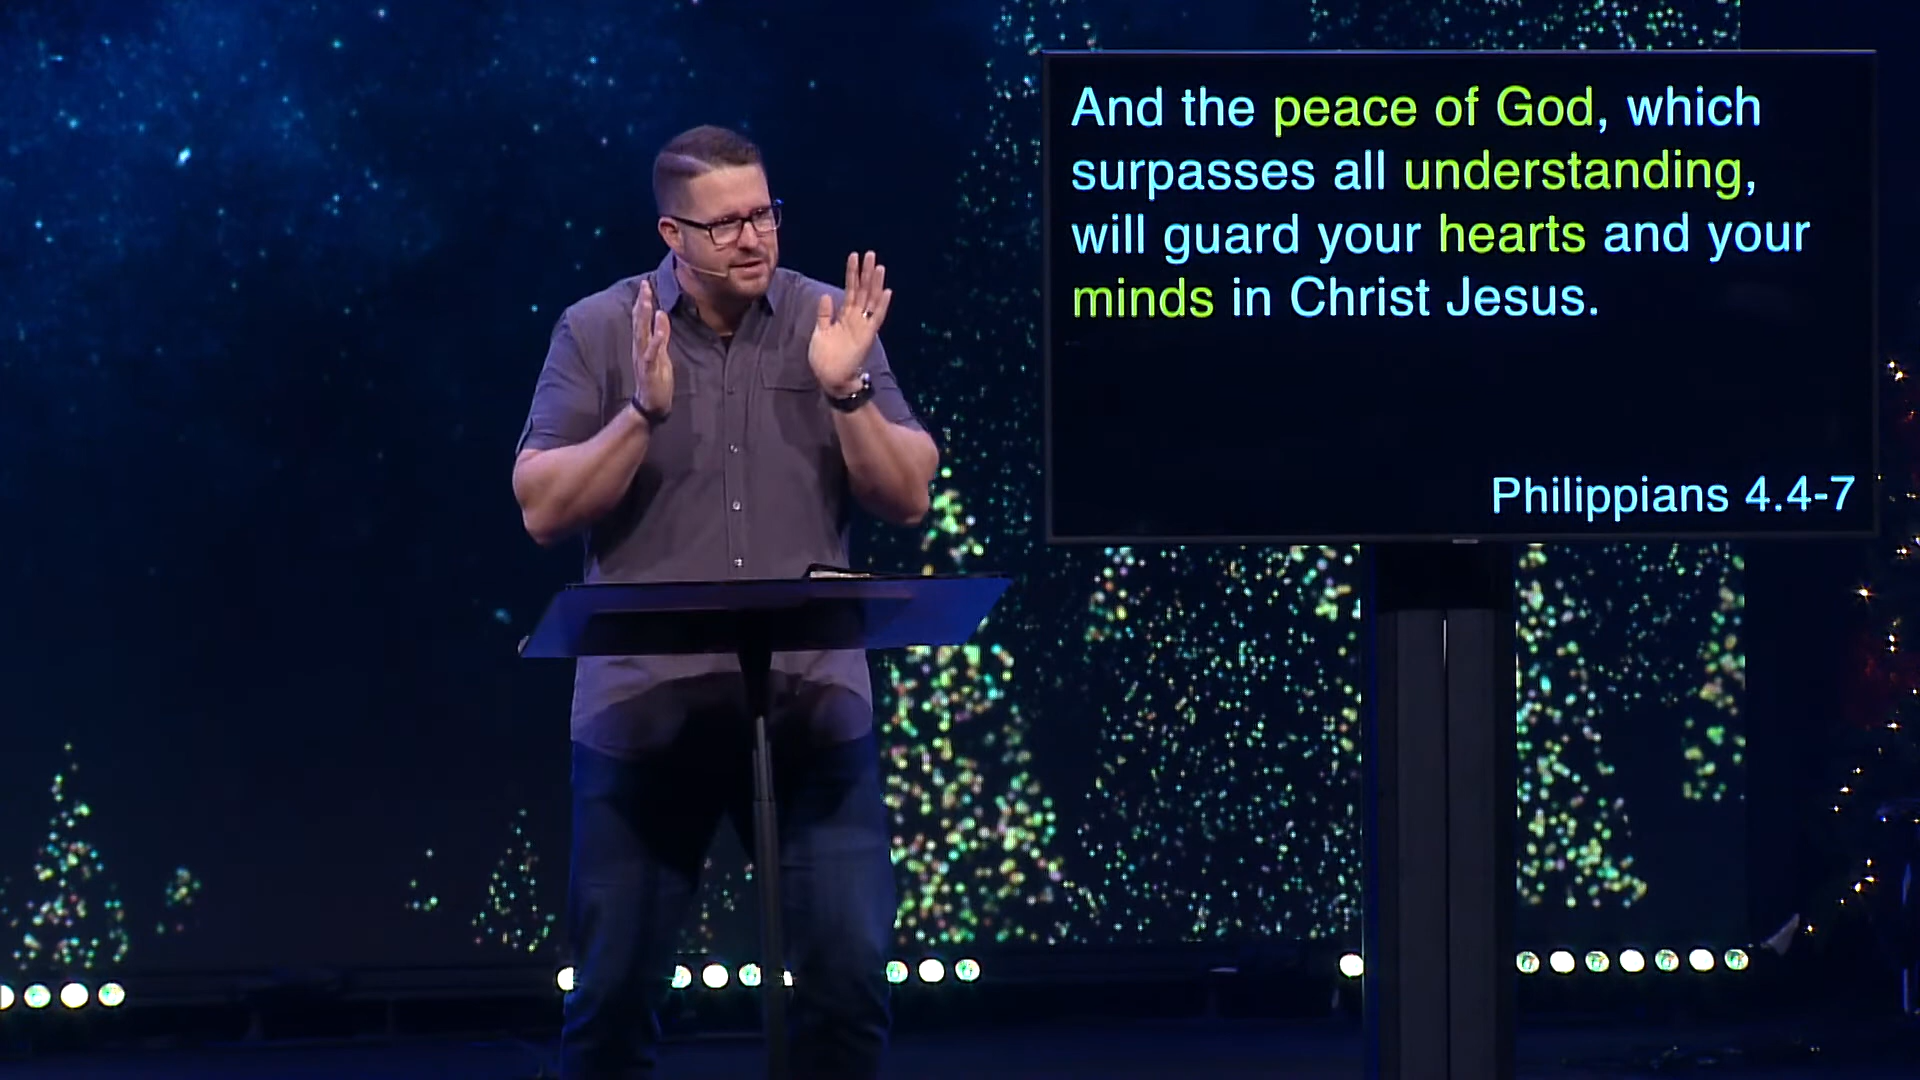 And the peace of God, which
surpasses all understanding,
will guard your hearts and your
minds in Christ Jesus.
Philippians 4.4-7